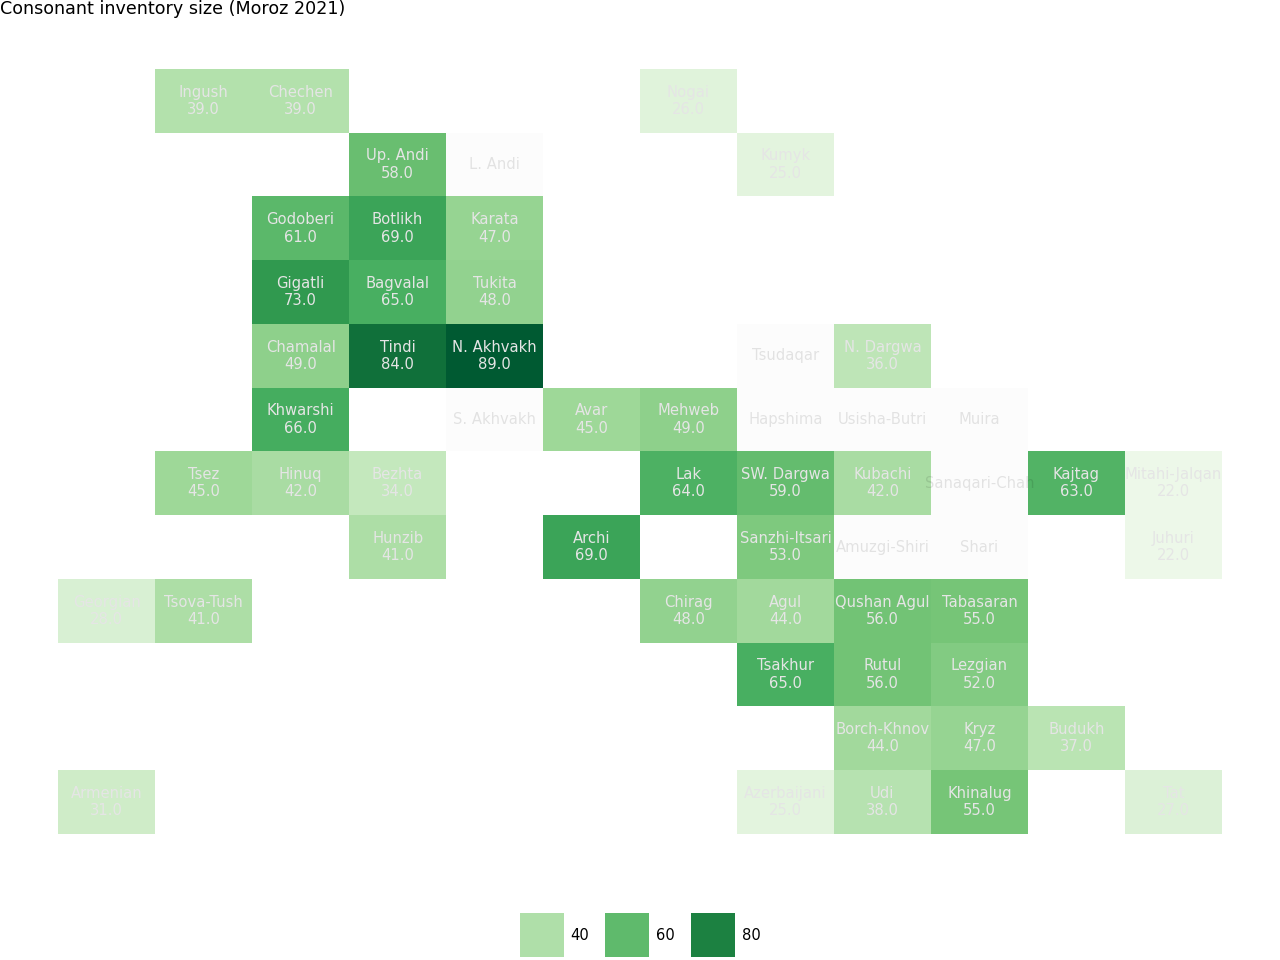 Consonant inventory size (Moroz 2021)
Ingush
39.0
Chechen
39.0
Nogai
26.0
Up. Andi
58.0
L. Andi
Kumyk
25.0
Godoberi
61.0
Botlikh
69.0
Karata
47.0
Gigatli
73.0
Bagvalal
65.0
Tukita
48.0
Chamalal
49.0
Tindi
84.0
N. Akhvakh
89.0
Tsudaqar
N. Dargwa
36.0
Khwarshi
66.0
S. Akhvakh
Avar
45.0
Mehweb
49.0
Hapshima
Usisha-Butri
Muira
Tsez
45.0
Hinuq
42.0
Bezhta
34.0
Lak
64.0
SW. Dargwa
59.0
Kubachi
42.0
Sanaqari-Chah
Kajtag
63.0
Mitahi-Jalqan
22.0
Hunzib
41.0
Archi
69.0
Sanzhi-Itsari
53.0
Amuzgi-Shiri
Shari
Juhuri
22.0
Tsova-Tush
41.0
Chirag
48.0
Agul
44.0
Qushan Agul
56.0
Tabasaran
55.0
Tsakhur
65.0
Rutul
56.0
Lezgian
52.0
Borch-Khnov
44.0
Kryz
47.0
Budukh
37.0
Armenian
31.0
Azerbaijani
25.0
Udi
38.0
Khinalug
55.0
40
60
80